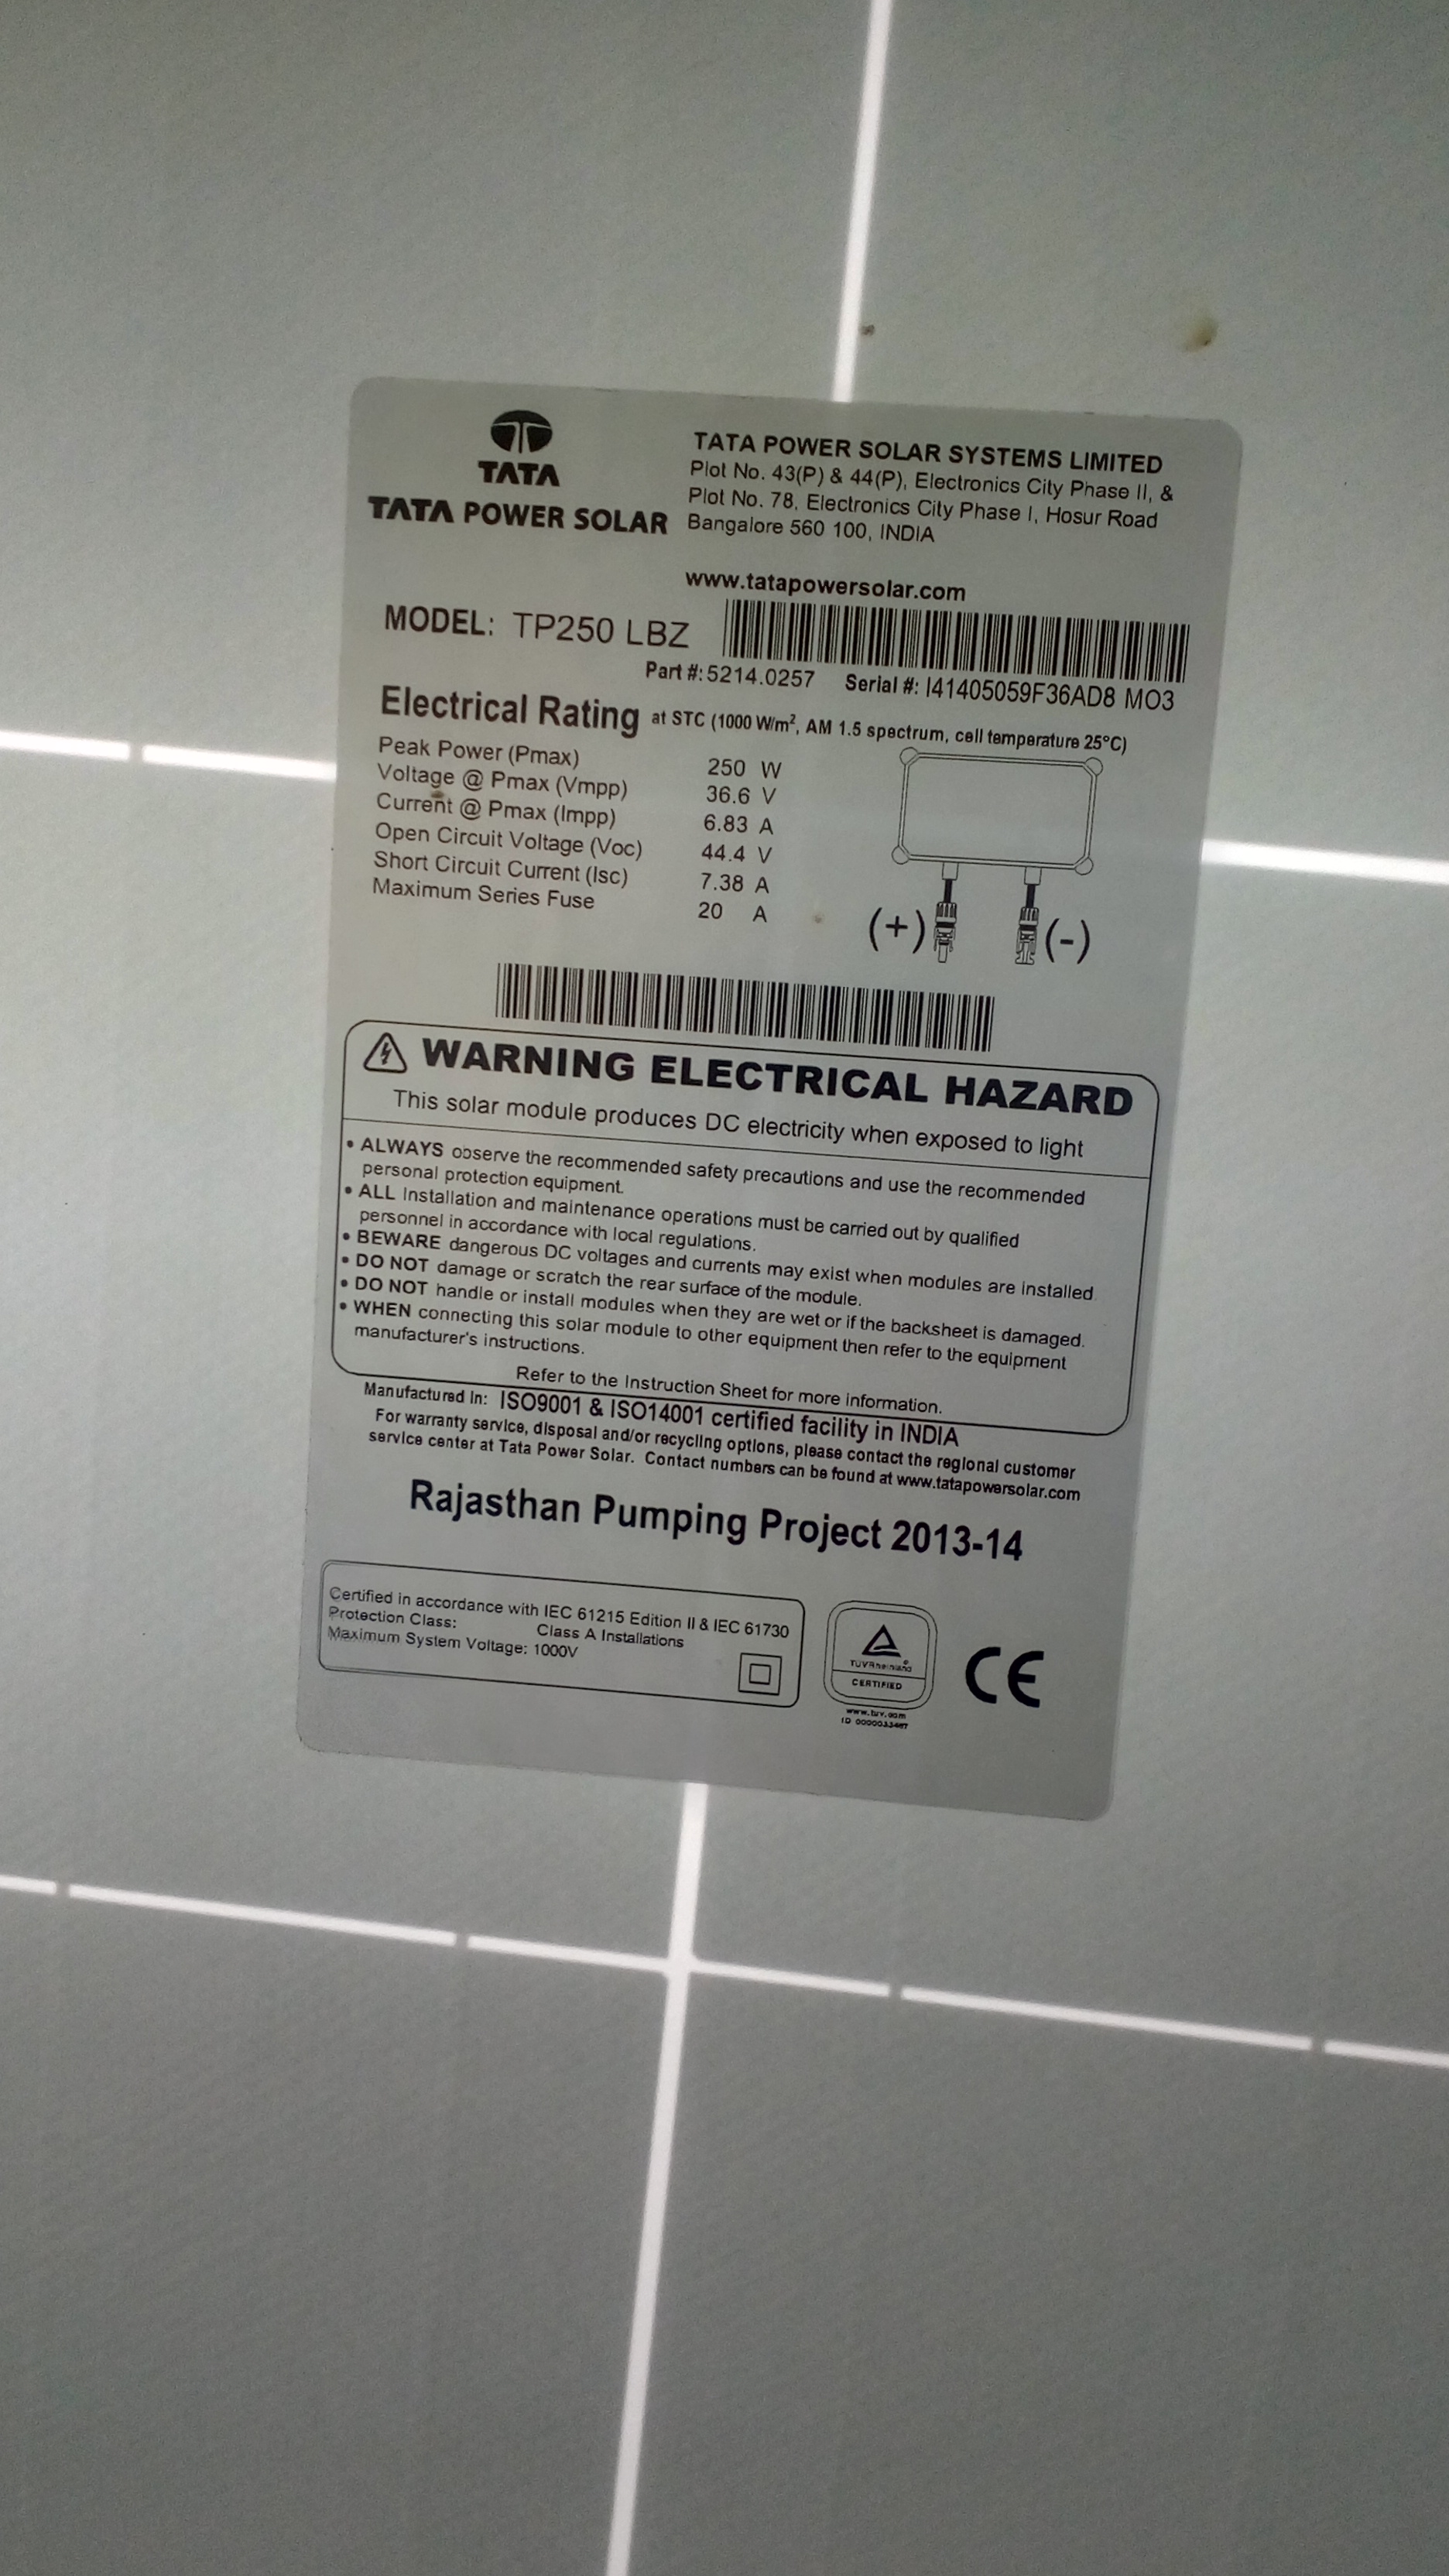 TATA
TATA POWER SOLAR
TATA POWER SOLAR SYSTEMS LIMITED
Plot No. 43(P) & 44(P), Electronics City Phase II, &
Plot No. 78, Electronics City Phase I, Hosur Road
Bangalore 560 100, INDIA
www.tatapowersolar.com
MODEL: TP250 LBZ
Part #: 5214.0257 Serial #: I41405059F36AD8 MO3
Electrical Rating at STC (1000 W/m², AM 1.5 spectrum, cell temperature 25°C)
Peak Power (Pmax) 250 W
Voltage @ Pmax (Vmpp) 36.6 V
Current @ Pmax (Impp) 6.83 A
Open Circuit Voltage (Voc) 44.4 V
Short Circuit Current (Isc) 7.38 A
Maximum Series Fuse 20 A
(+) (-)
WARNING ELECTRICAL HAZARD
This solar module produces DC electricity when exposed to light
• ALWAYS observe the recommended safety precautions and use the recommended
personal protection equipment.
• ALL Installation and maintenance operations must be carried out by qualified
personnel in accordance with local regulations.
• BEWARE dangerous DC voltages and currents may exist when modules are installed
• DO NOT damage or scratch the rear surface of the module.
• DO NOT handle or install modules when they are wet or if the backsheet is damaged.
• WHEN connecting this solar module to other equipment then refer to the equipment
manufacturer's instructions.
Refer to the Instruction Sheet for more information.
Manufactured In: ISO9001 & ISO14001 certified facility in INDIA
For warranty service, disposal and/or recycling options, please contact the regional customer
service center at Tata Power Solar. Contact numbers can be found at www.tatapowersolar.com
Rajasthan Pumping Project 2013-14
Certified in accordance with IEC 61215 Edition II & IEC 61730
Protection Class: Class A Installations
Maximum System Voltage: 1000V
TÜVRheinland
CERTIFIED
www.tuv.com
ID
CE